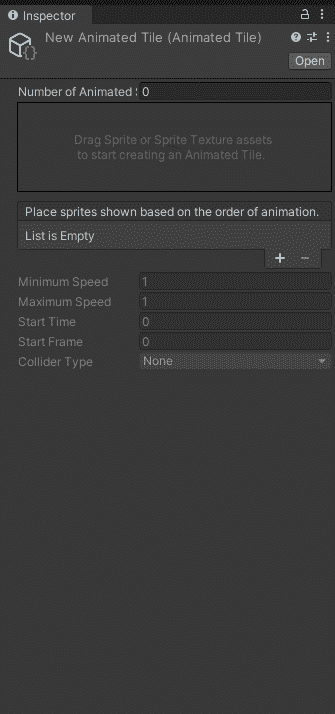 Inspector
New Animated Tile (Animated Tile)
Open
Number of Animated 0
Drag Sprite or Sprite Texture assets
to start creating an Animated Tile.
Place sprites shown based on the order of animation.
List is Empty
+ −
Minimum Speed 1
Maximum Speed 1
Start Time 0
Start Frame 0
Collider Type None